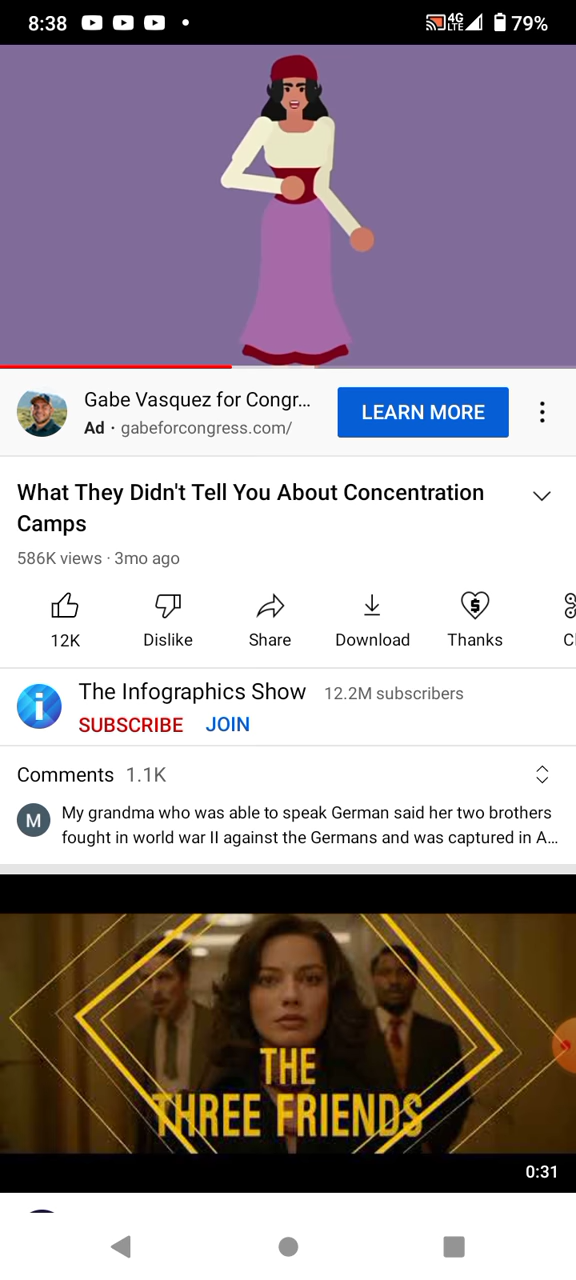 8:38
4G
LTE
79%
Gabe Vasquez for Congr...
Ad · gabeforcongress.com/
LEARN MORE
What They Didn't Tell You About Concentration
Camps
586K views · 3mo ago
12K
Dislike
Share
Download
Thanks
Cl
The Infographics Show 12.2M subscribers
SUBSCRIBE JOIN
Comments 1.1K
M
My grandma who was able to speak German said her two brothers
fought in world war II against the Germans and was captured in A...
THE
THREE FRIENDS
0:31